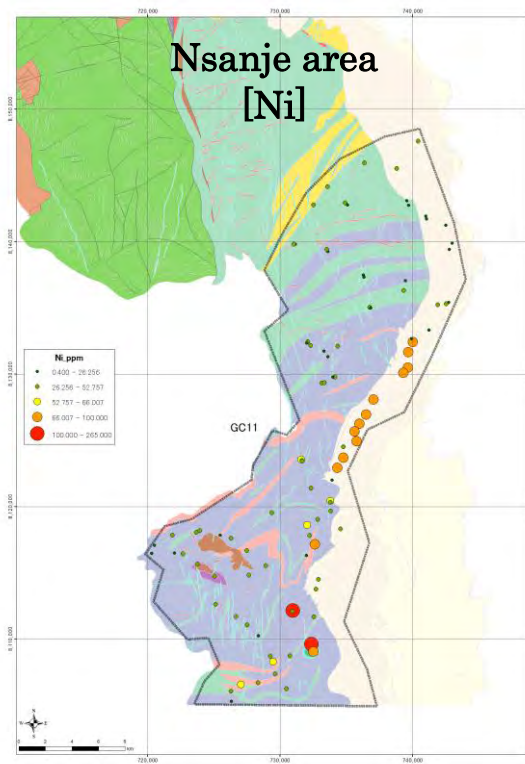 720,000 730,000 740,000
Nsanje area
[Ni]
8,150,000
8,140,000
8,130,000
8,120,000
8,110,000
Ni_ppm
0.400 – 26.256
26.256 – 52.757
52.757 – 66.007
66.007 – 100.000
100.000 – 265.000
GC11
N
W
E
S
0 2 4 6 8
km
720,000 730,000 740,000